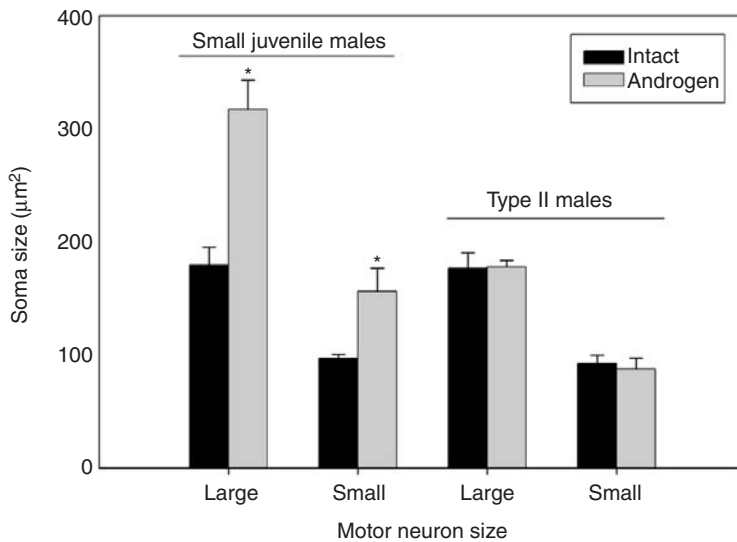 400
Small juvenile males
Intact
Androgen
*
300
Type II males
200
*
100
0
Large
Small
Large
Small
Motor neuron size
Soma size (μm²)